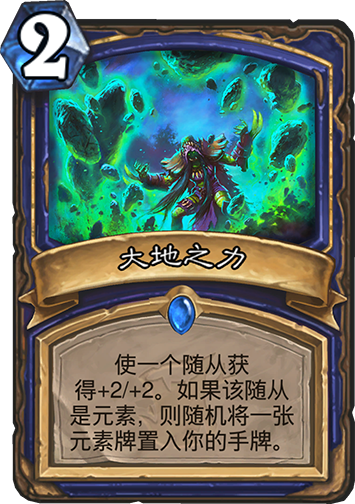 2
大地之力
使一个随从获
得+2/+2。如果该随从
是元素，则随机将一张
元素牌置入你的手牌。